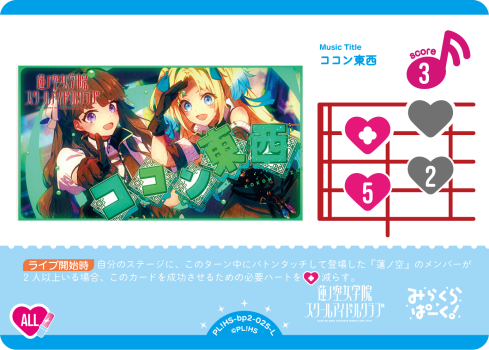 Music Title
ココン東西
score
3
蓮ノ空女学院
スクールアイドルクラブ
ココン東西
5
2
ライブ開始時 自分のステージに、このターン中にバトンタッチして登場した『蓮ノ空』のメンバーが
2人以上いる場合、このカードを成功させるための必要ハートを減らす。
ALL
蓮ノ空女学院
スクールアイドルクラブ
みらくら
ぱーく!
PL!HS-bp2-025-L
©PL!HS